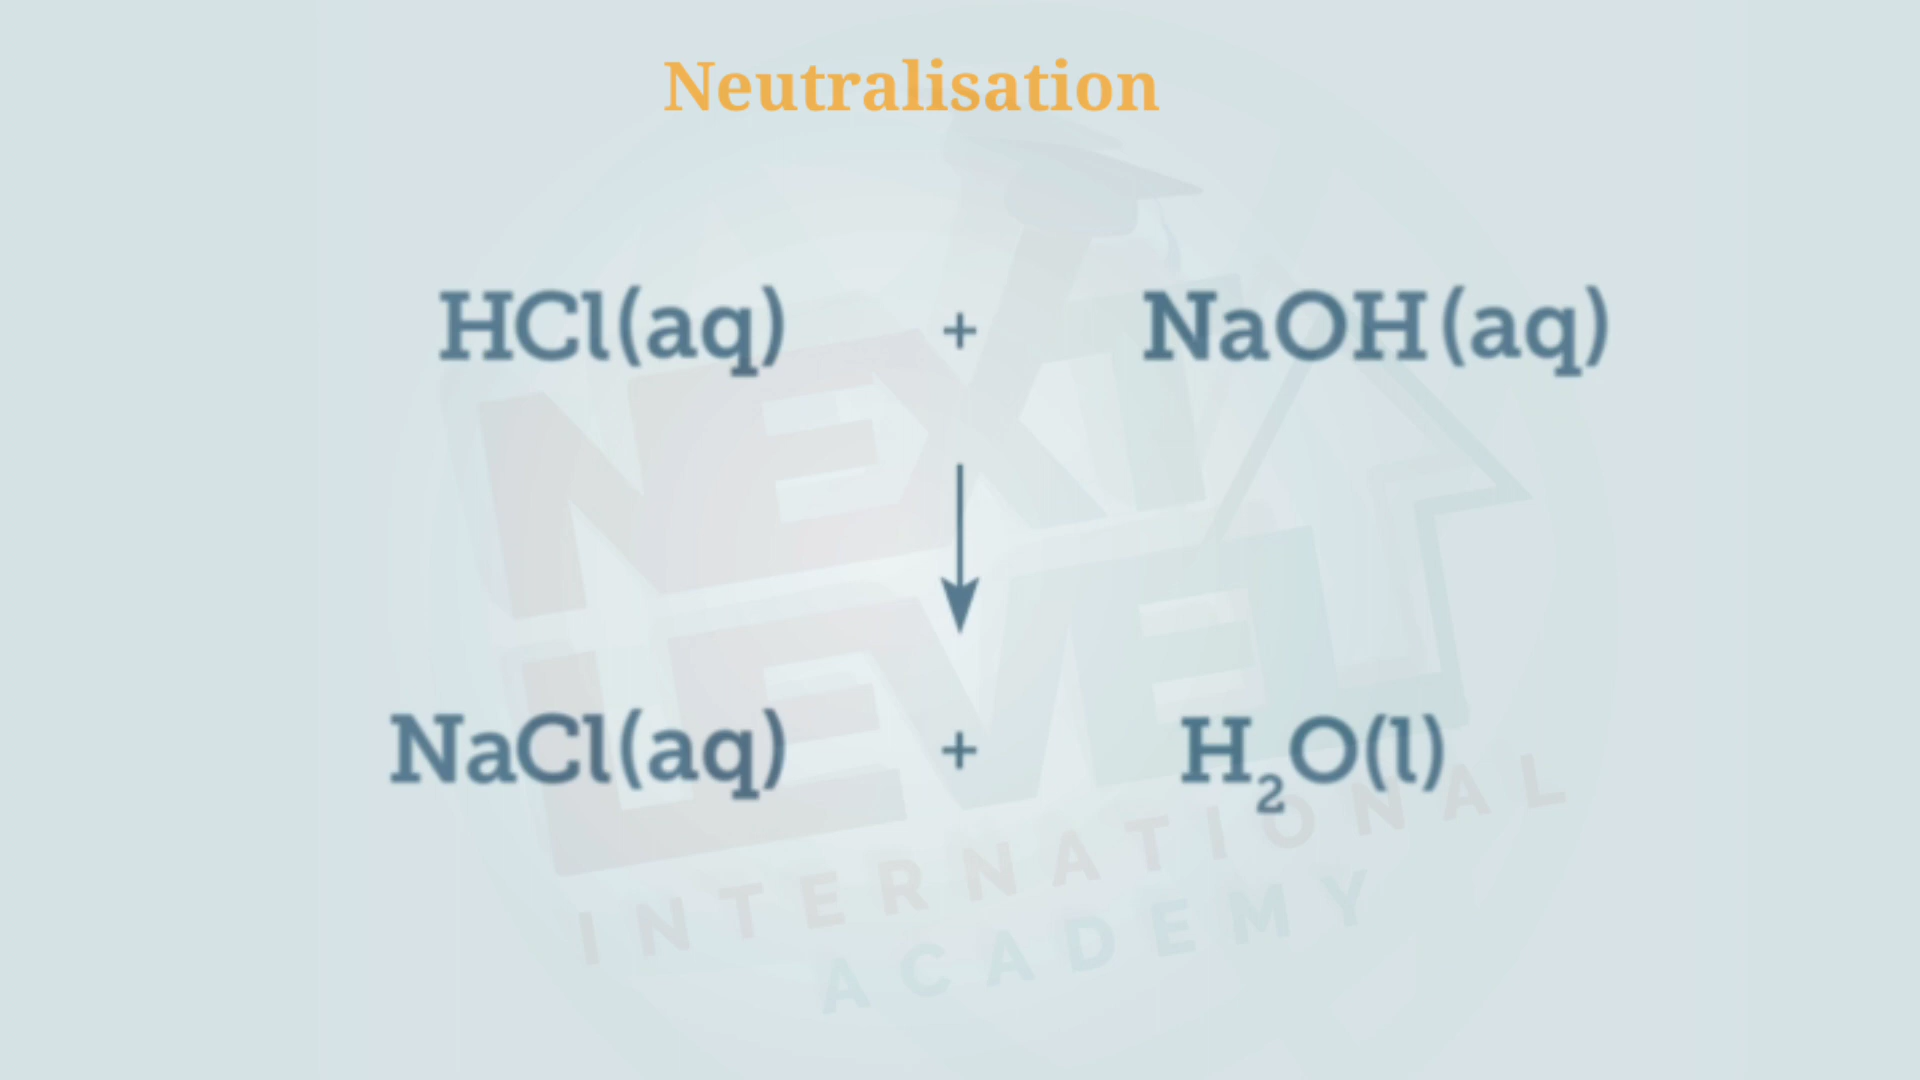 Neutralisation
HCl(aq) + NaOH(aq)
NaCl(aq) + H₂O(l)
NEXT
LEVEL
INTERNATIONAL
ACADEMY